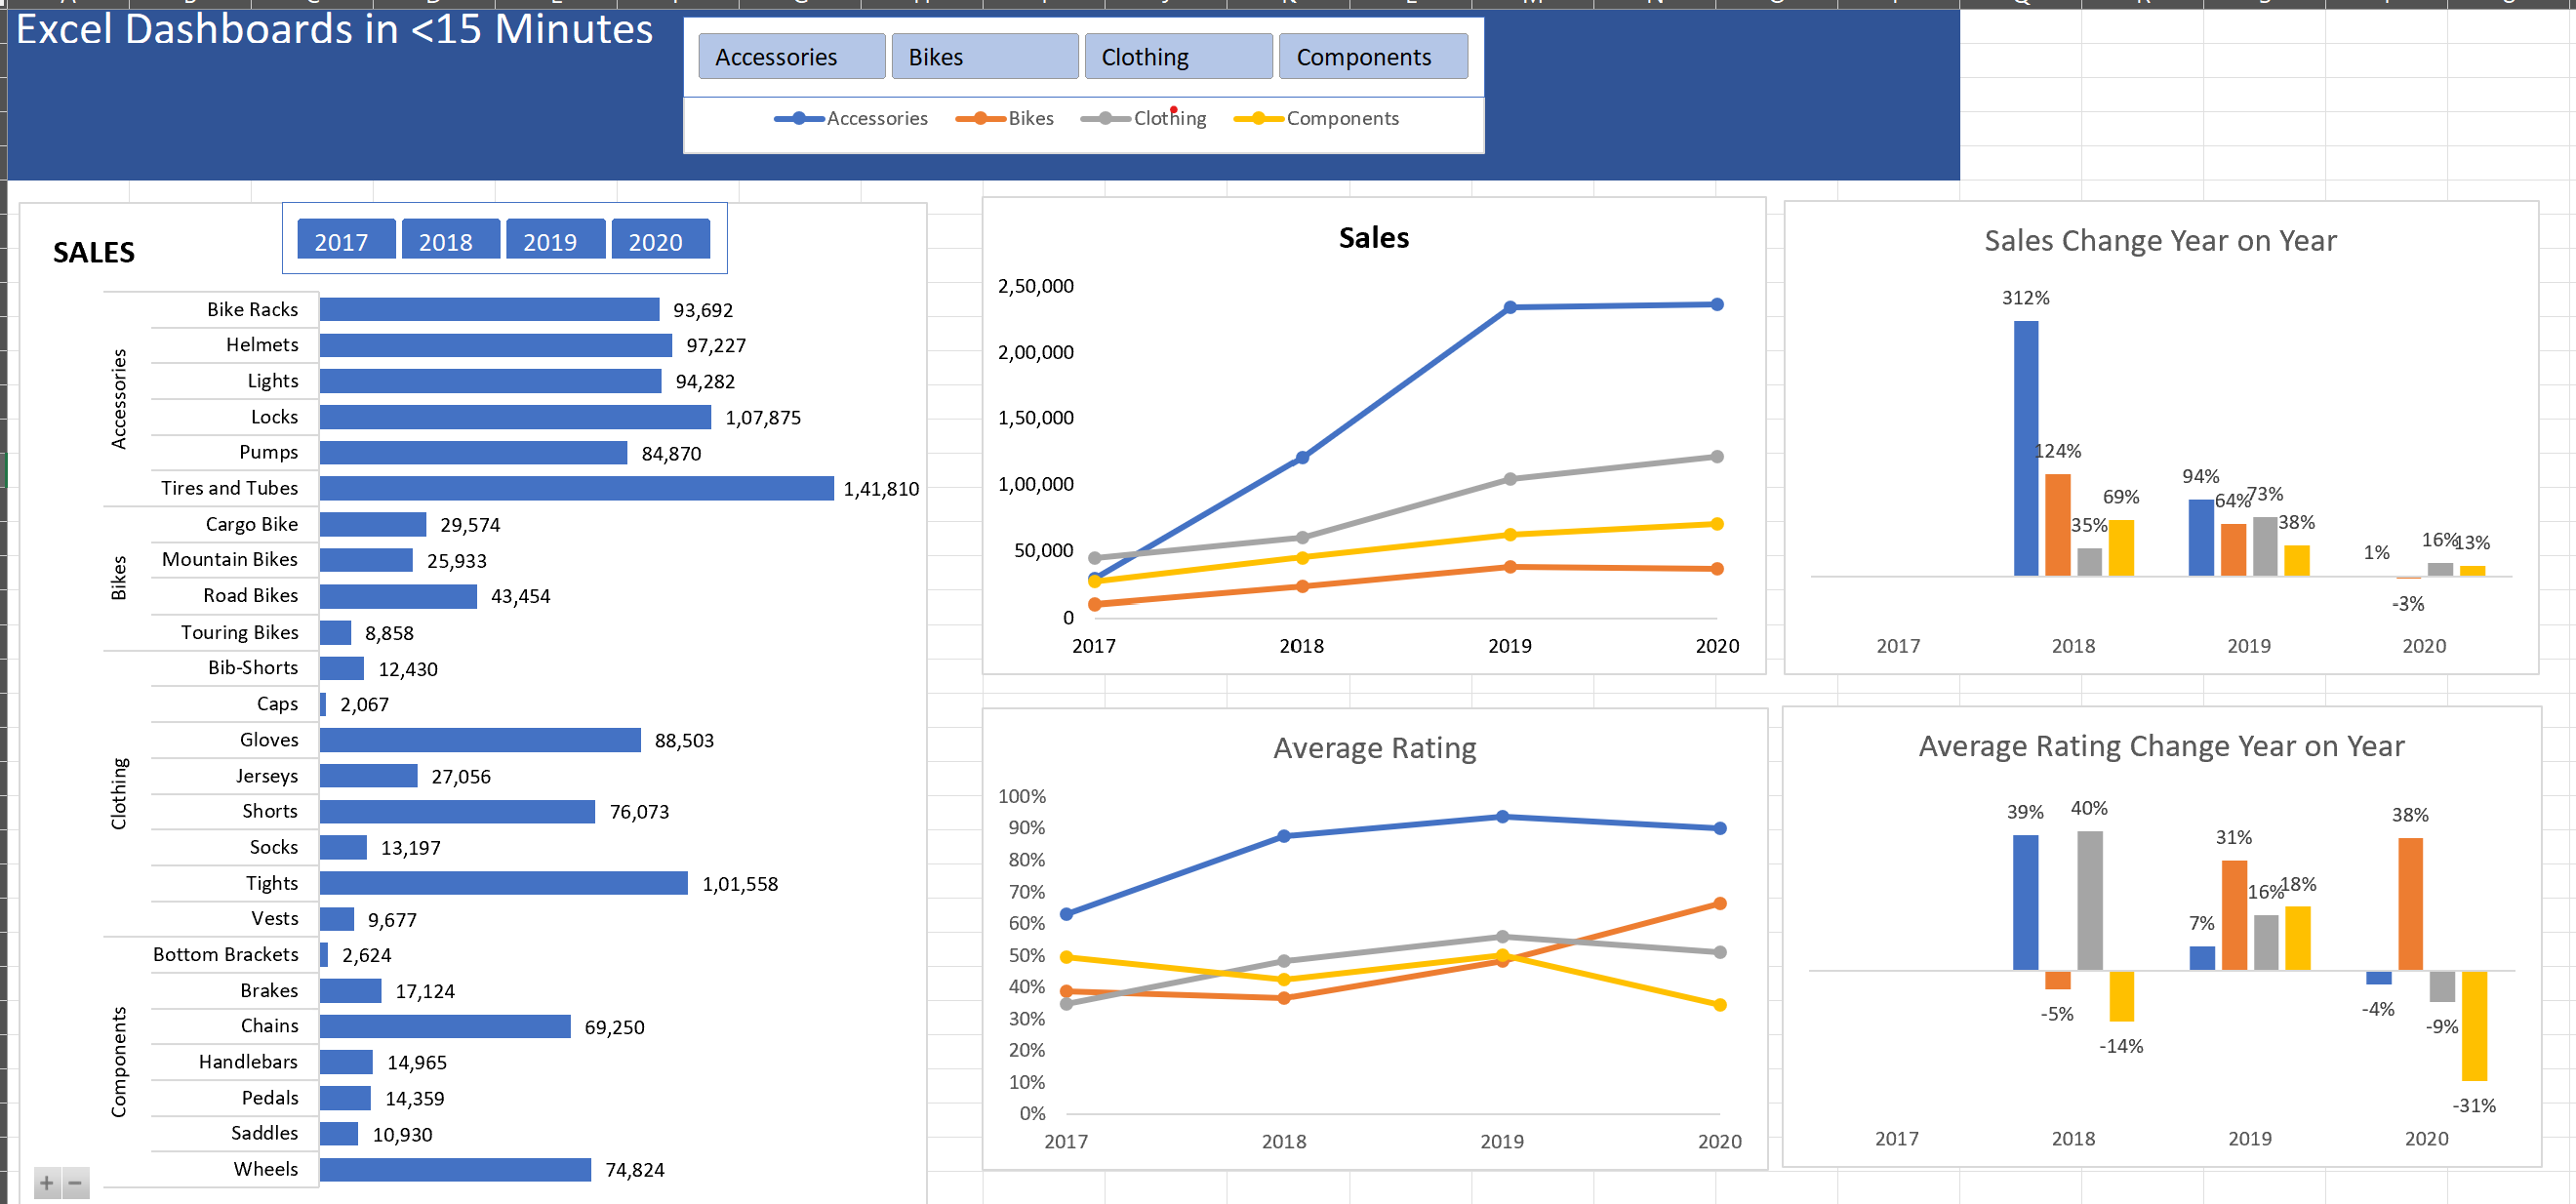 Excel Dashboards in <15 Minutes
Accessories Bikes Clothing Components
Accessories Bikes Clothing Components
SALES
2017 2018 2019 2020
Accessories
Bike Racks 93,692
Helmets 97,227
Lights 94,282
Locks 1,07,875
Pumps 84,870
Tires and Tubes 1,41,810
Bikes
Cargo Bike 29,574
Mountain Bikes 25,933
Road Bikes 43,454
Touring Bikes 8,858
Clothing
Bib-Shorts 12,430
Caps 2,067
Gloves 88,503
Jerseys 27,056
Shorts 76,073
Socks 13,197
Tights 1,01,558
Vests 9,677
Components
Bottom Brackets 2,624
Brakes 17,124
Chains 69,250
Handlebars 14,965
Pedals 14,359
Saddles 10,930
Wheels 74,824
Sales
2,50,000
2,00,000
1,50,000
1,00,000
50,000
0
2017 2018 2019 2020
Sales Change Year on Year
312%
124%
35%
69%
94%
64%
73%
38%
1%
-3%
16%
13%
2017 2018 2019 2020
Average Rating
100%
90%
80%
70%
60%
50%
40%
30%
20%
10%
0%
2017 2018 2019 2020
Average Rating Change Year on Year
39%
-5%
40%
-14%
7%
31%
16%
18%
-4%
38%
-9%
-31%
2017 2018 2019 2020